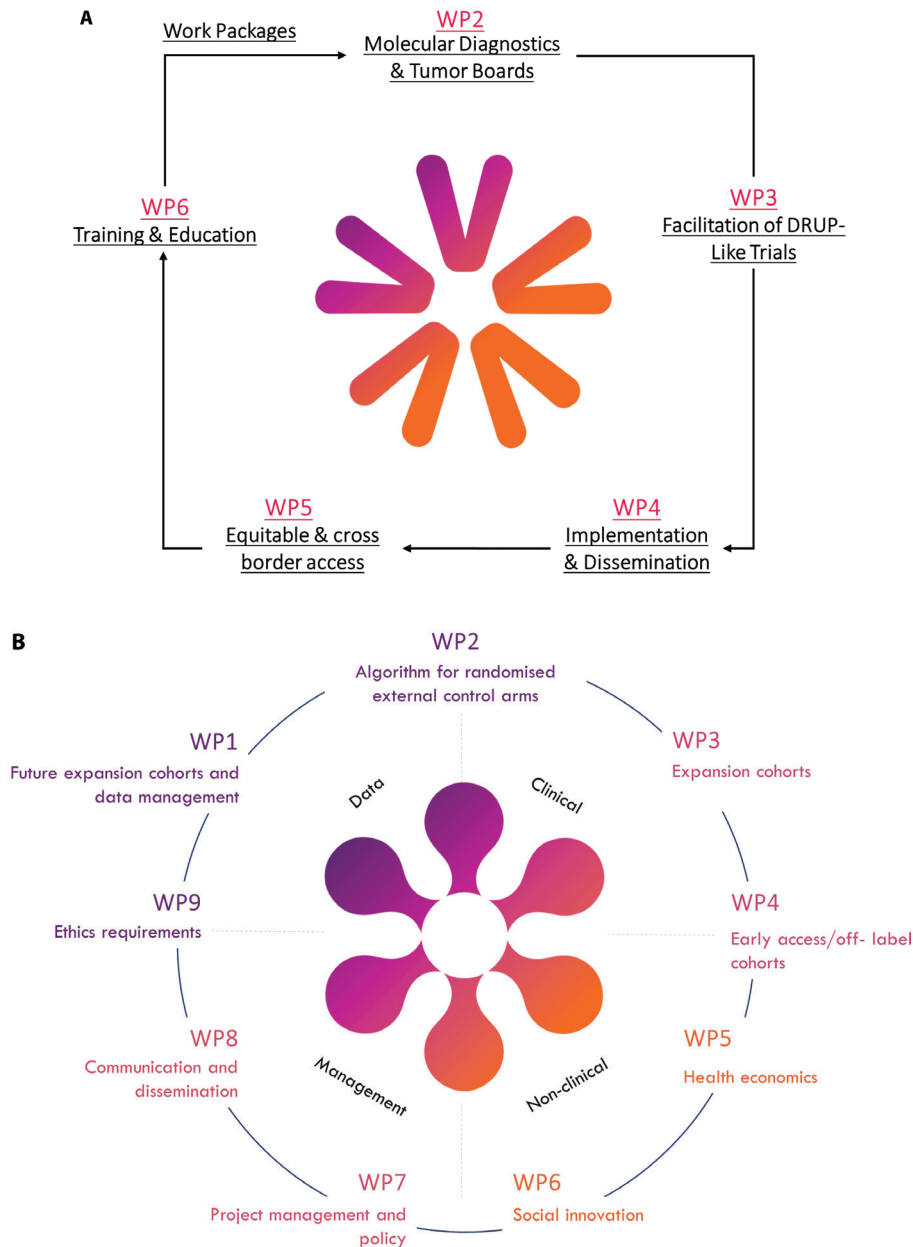 A
Work Packages
WP2
Molecular Diagnostics
& Tumor Boards
WP3
Facilitation of DRUP-
Like Trials
WP4
Implementation
& Dissemination
WP5
Equitable & cross
border access
WP6
Training & Education
B
WP2
Algorithm for randomised
external control arms
WP3
Expansion cohorts
WP4
Early access/off- label
cohorts
WP5
Health economics
WP6
Social innovation
WP7
Project management and
policy
WP8
Communication and
dissemination
WP9
Ethics requirements
WP1
Future expansion cohorts and
data management
Data
Clinical
Management
Non-clinical